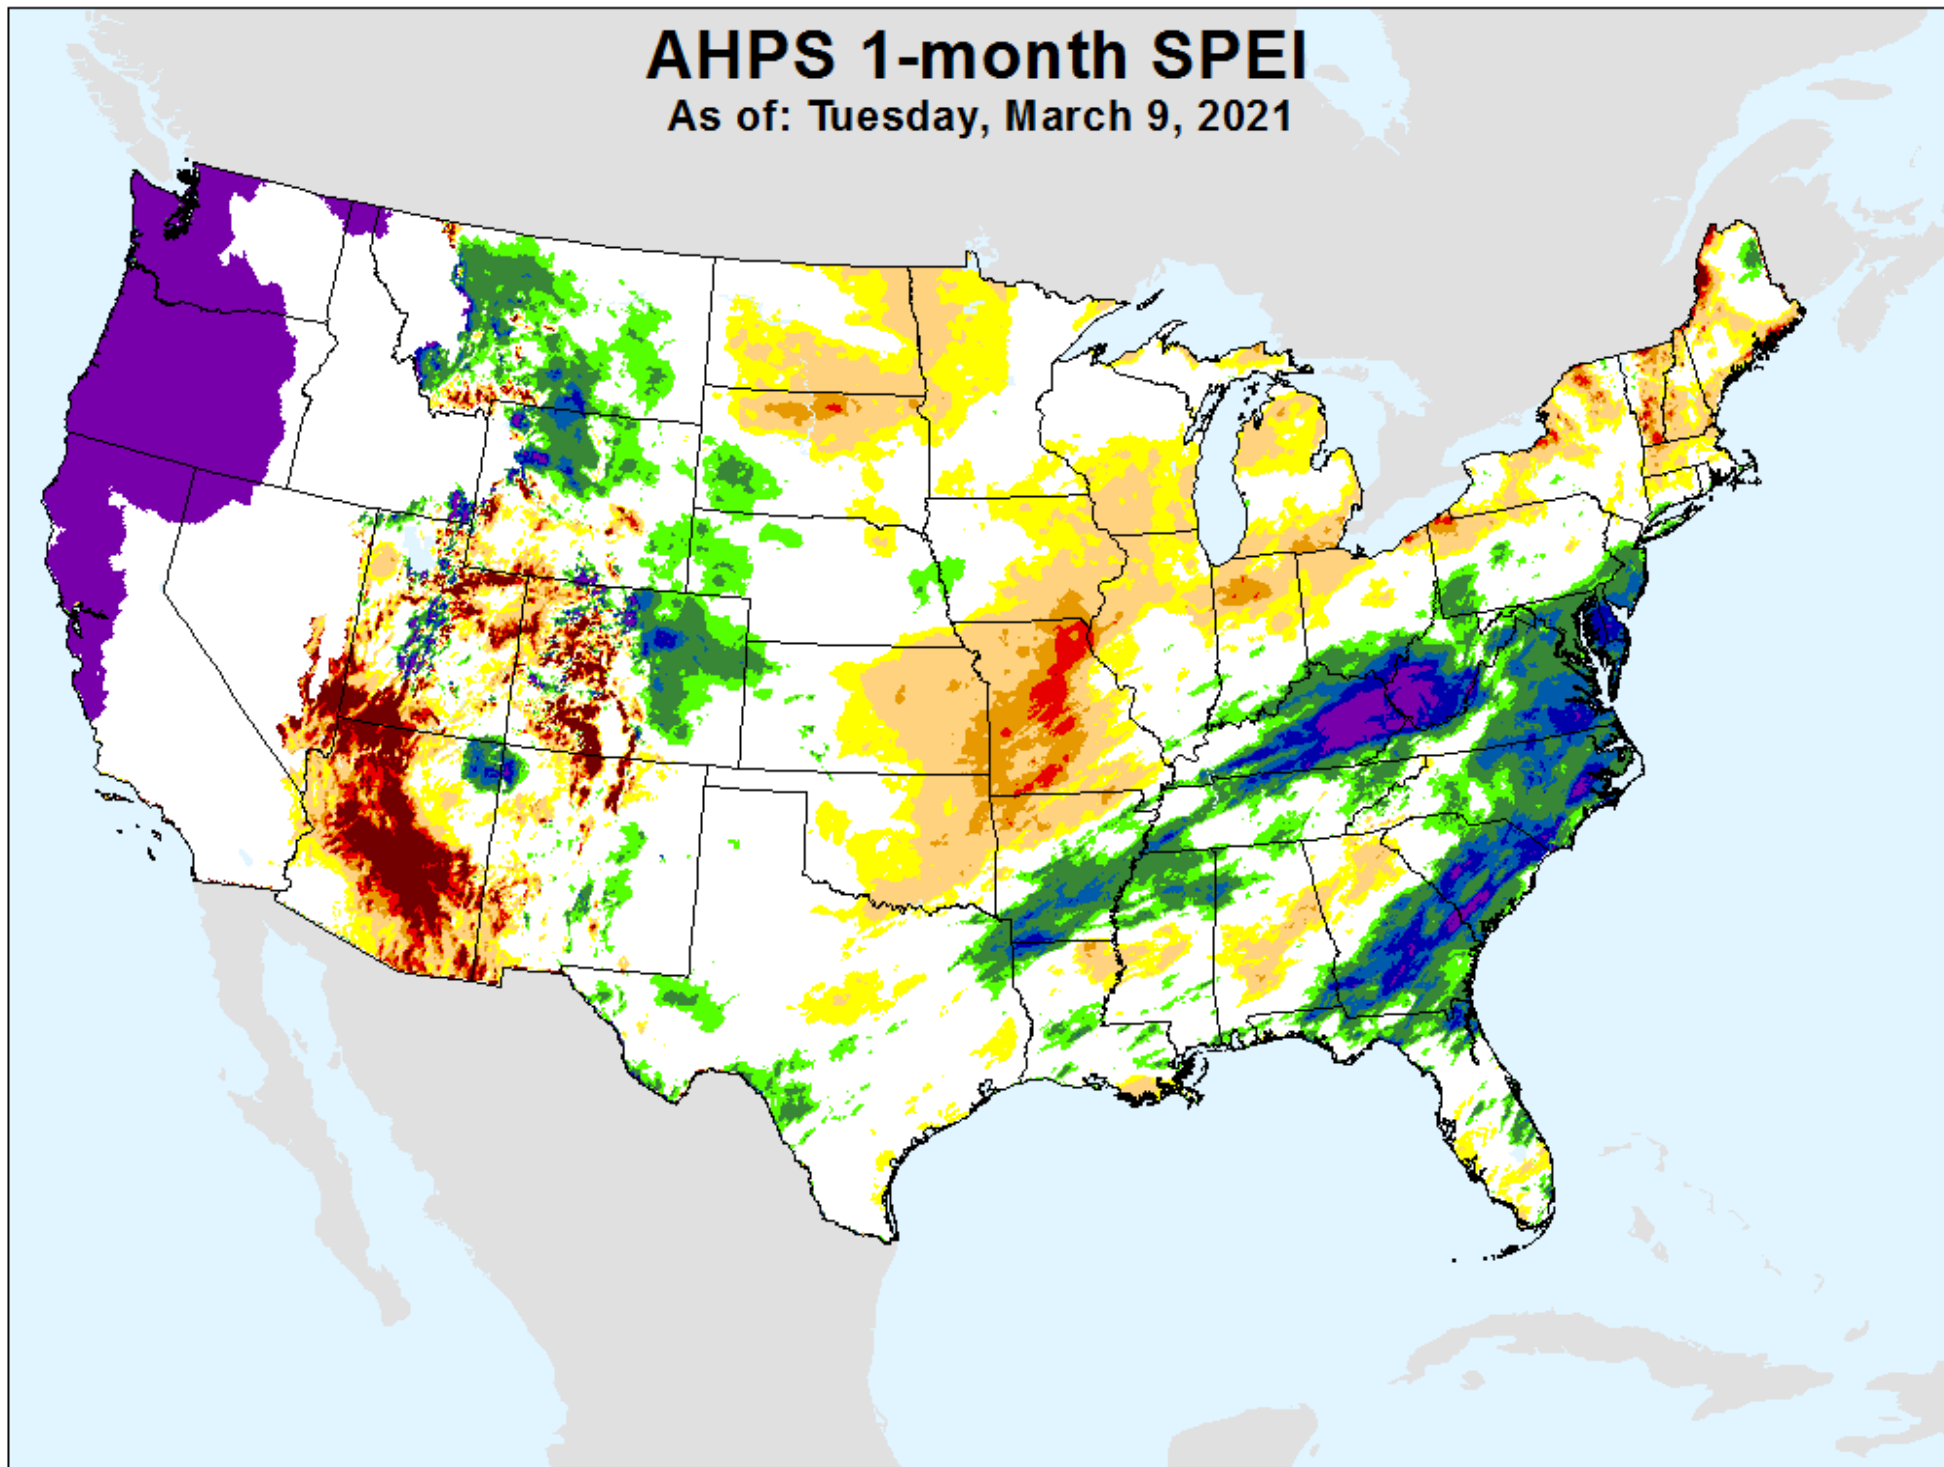 AHPS 1-month SPEI
As of: Tuesday, March 9, 2021